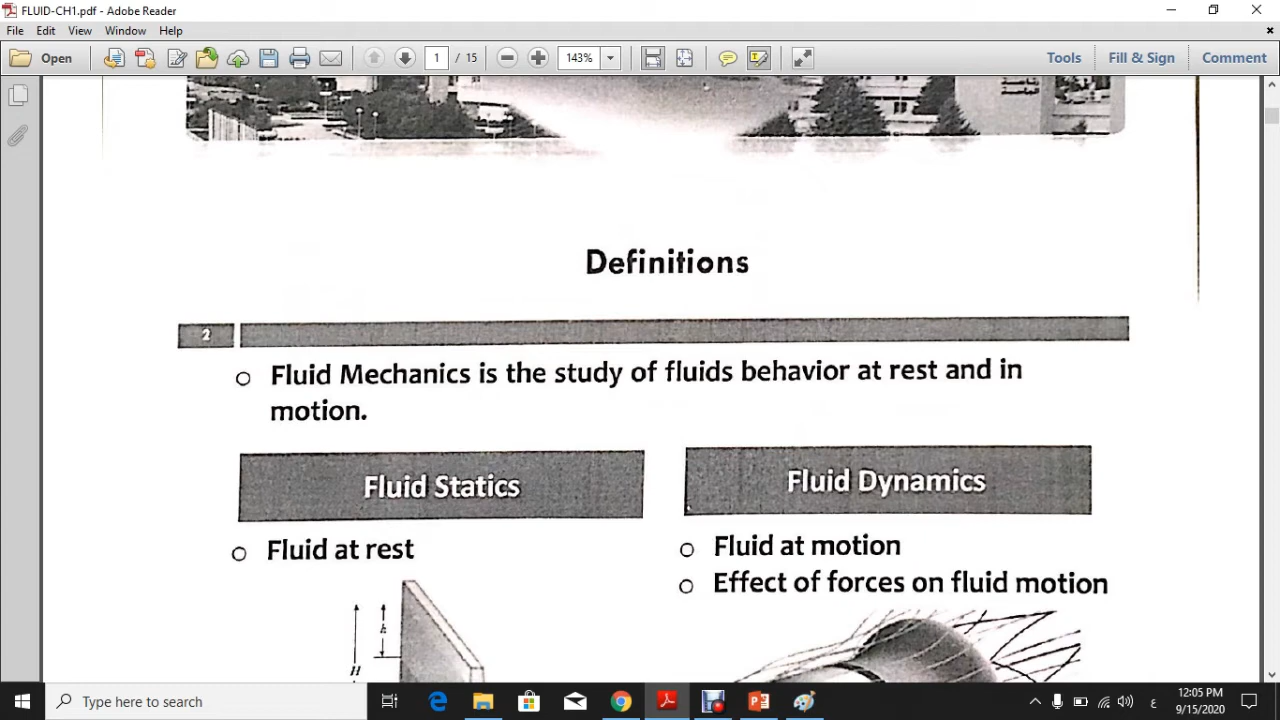 FLUID-CH1.pdf - Adobe Reader
File Edit View Window Help
Open 1 / 15 143% Tools Fill & Sign Comment
Definitions
2
Fluid Mechanics is the study of fluids behavior at rest and in
motion.
Fluid Statics
Fluid Dynamics
Fluid at rest
Fluid at motion
Effect of forces on fluid motion
h
H
Type here to search
ع
12:05 PM
9/15/2020